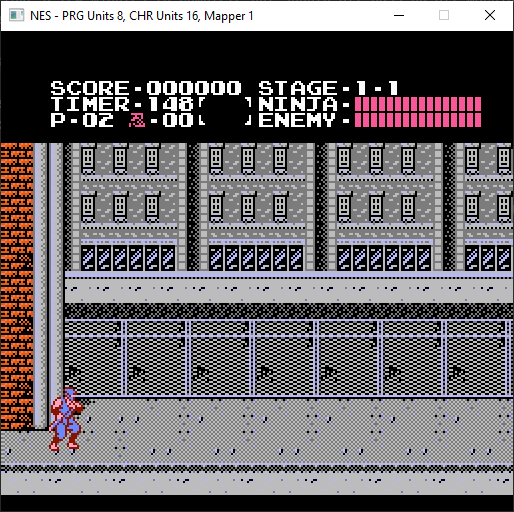 NES - PRG Units 8, CHR Units 16, Mapper 1
SCORE-000000 STAGE-1-1
TIMER-148 NINJA-
P-02 -00 ENEMY-